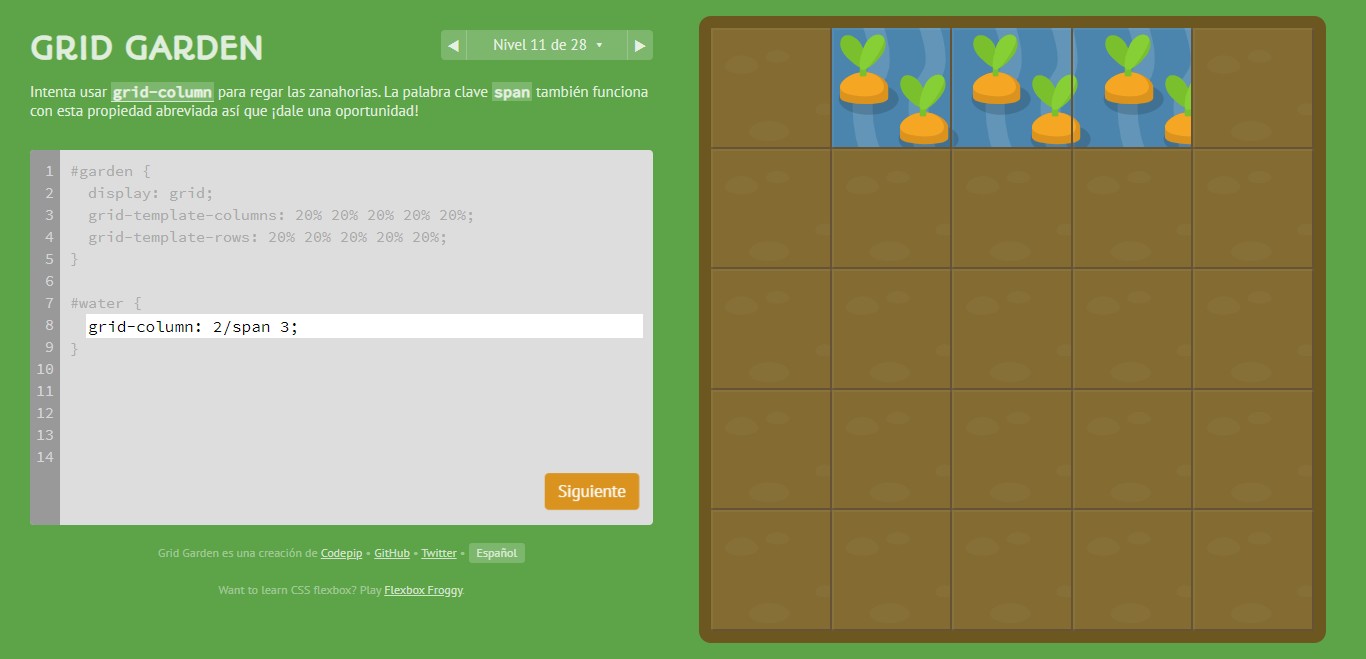 GRID GARDEN
◀ Nivel 11 de 28 ▾ ▶
Intenta usar grid-column para regar las zanahorias. La palabra clave span también funciona
con esta propiedad abreviada así que ¡dale una oportunidad!
1 #garden {
2 display: grid;
3 grid-template-columns: 20% 20% 20% 20% 20%;
4 grid-template-rows: 20% 20% 20% 20% 20%;
5 }
6
7 #water {
8 grid-column: 2/span 3;
9 }
10
11
12
13
14
Siguiente
Grid Garden es una creación de Codepip • GitHub • Twitter • Español
Want to learn CSS flexbox? Play Flexbox Froggy.